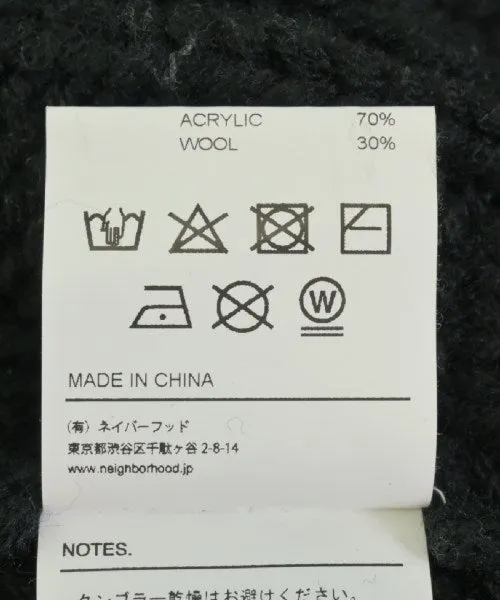 ACRYLIC 70%
WOOL 30%
W
MADE IN CHINA
(有) ネイバーフッド
東京都渋谷区千駄ヶ谷 2-8-14
www.neighborhood.jp
NOTES.
タンブラー乾燥はお避けください。